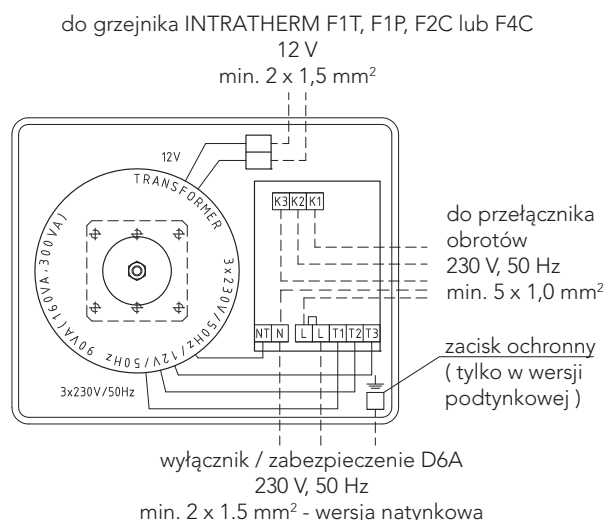 do grzejnika INTRATHERM F1T, F1P, F2C lub F4C
12 V
min. 2 x 1,5 mm²
12V
TRANSFORMER
3x230V/50Hz/12V/50Hz 90VA(160VA,300VA)
K3 K2 K1
do przełącznika
obrotów
230 V, 50 Hz
min. 5 x 1,0 mm²
NT N L L T1 T2 T3
3x230V/50Hz
zacisk ochronny
( tylko w wersji
podtynkowej )
wyłącznik / zabezpieczenie D6A
230 V, 50 Hz
min. 2 x 1.5 mm² - wersja natynkowa